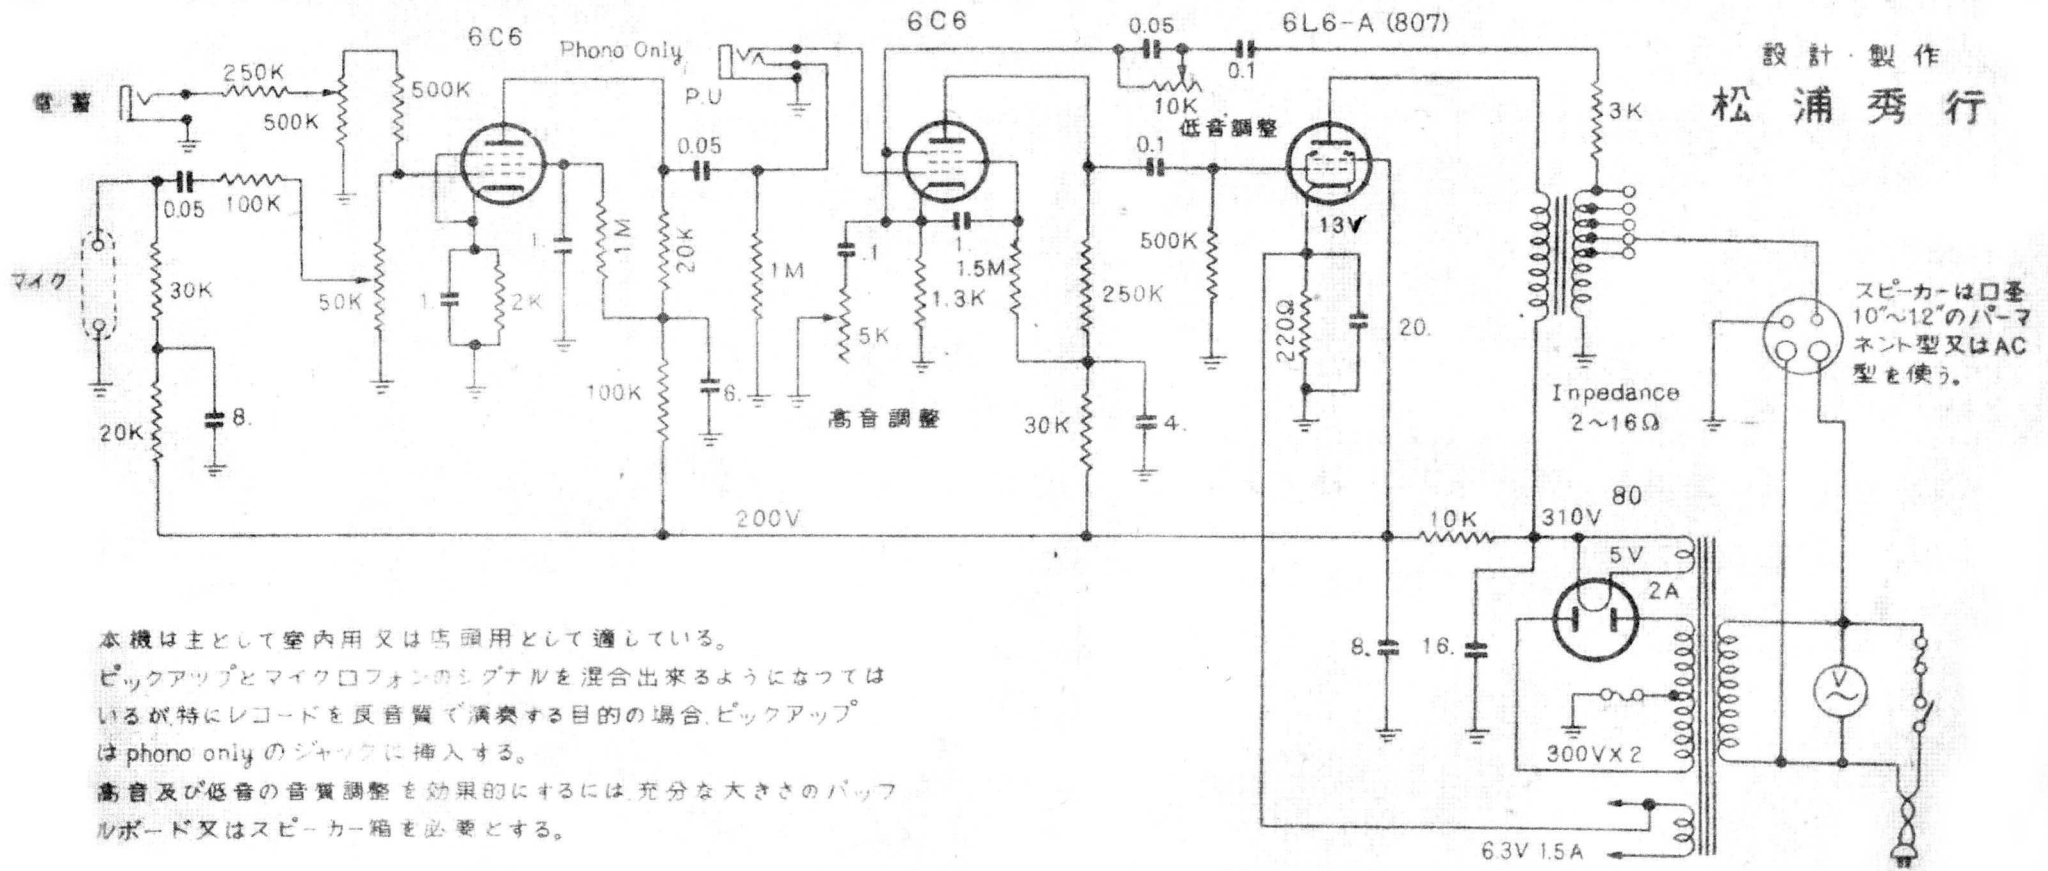 6C6
Phono Only
6C6
0.05
6L6-A (807)
設計・製作
松浦秀行
電蓄
250K
500K
500K
P.U
0.1
10K
低音調整
3K
0.05
0.1
マイク
0.05
100K
30K
50K
1.
2K
1.
1M
20K
1M
.1
5K
1.
1.5M
1.3K
250K
500K
13V
220Ω
20.
スピーカーは口径
10"〜12"のパーマ
ネント型又はAC
型を使う。
Inpedance
2〜16Ω
20K
8.
100K
6.
高音調整
30K
4.
200V
10K
310V
80
5V
2A
8.
16.
300V×2
V
6.3V 1.5A
本機は主として室内用又は店頭用として適している。
ピックアップとマイクロフォンのシグナルを混合出来るようになつては
いるが、特にレコードを良音質で演奏する目的の場合、ピックアップ
はphono onlyのジャックに挿入する。
高音及び低音の音質調整を効果的にするには、充分な大きさのバッフ
ルボード又はスピーカー箱を必要とする。